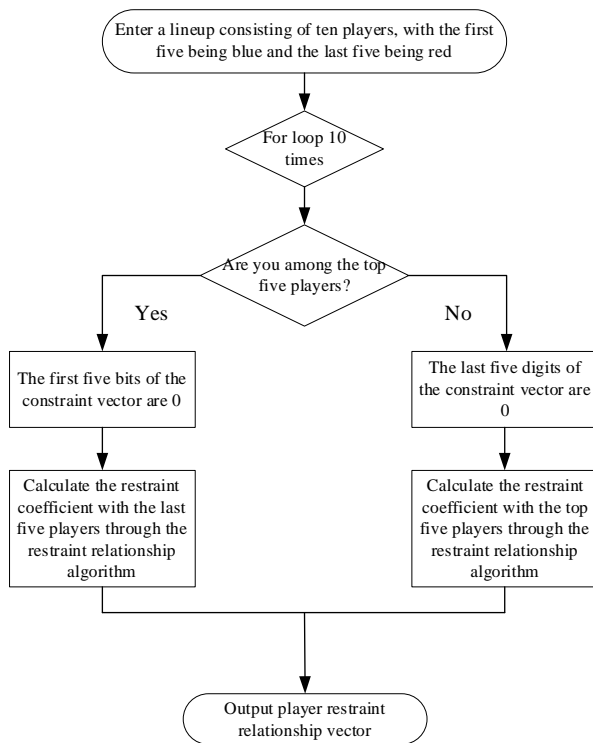 Enter a lineup consisting of ten players, with the first
five being blue and the last five being red
For loop 10
times
Are you among the top
five players?
Yes
No
The first five bits of the
constraint vector are 0
The last five digits of
the constraint vector are
0
Calculate the restraint
coefficient with the last
five players through the
restraint relationship
algorithm
Calculate the restraint
coefficient with the top
five players through the
restraint relationship
algorithm
Output player restraint
relationship vector